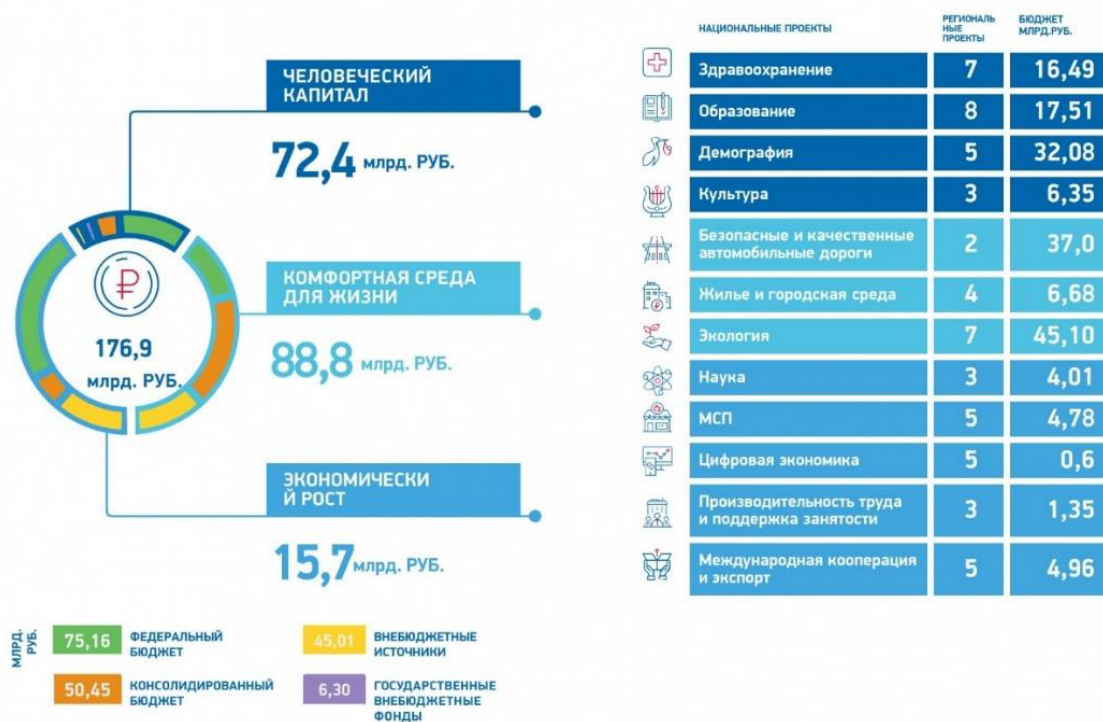 ЧЕЛОВЕЧЕСКИЙ
КАПИТАЛ
72,4 млрд. РУБ.
176,9
млрд. РУБ.
КОМФОРТНАЯ СРЕДА
ДЛЯ ЖИЗНИ
88,8 млрд. РУБ.
ЭКОНОМИЧЕСКИ
Й РОСТ
15,7 млрд. РУБ.
МЛРД.
РУБ.
75,16 ФЕДЕРАЛЬНЫЙ
БЮДЖЕТ
45,01 ВНЕБЮДЖЕТНЫЕ
ИСТОЧНИКИ
50,45 КОНСОЛИДИРОВАННЫЙ
БЮДЖЕТ
6,30 ГОСУДАРСТВЕННЫЕ
ВНЕБЮДЖЕТНЫЕ
ФОНДЫ
НАЦИОНАЛЬНЫЕ ПРОЕКТЫ
РЕГИОНАЛЬ
НЫЕ
ПРОЕКТЫ
БЮДЖЕТ
МЛРД.РУБ.
Здравоохранение 7 16,49
Образование 8 17,51
Демография 5 32,08
Культура 3 6,35
Безопасные и качественные
автомобильные дороги 2 37,0
Жилье и городская среда 4 6,68
Экология 7 45,10
Наука 3 4,01
МСП 5 4,78
Цифровая экономика 5 0,6
Производительность труда
и поддержка занятости 3 1,35
Международная кооперация
и экспорт 5 4,96